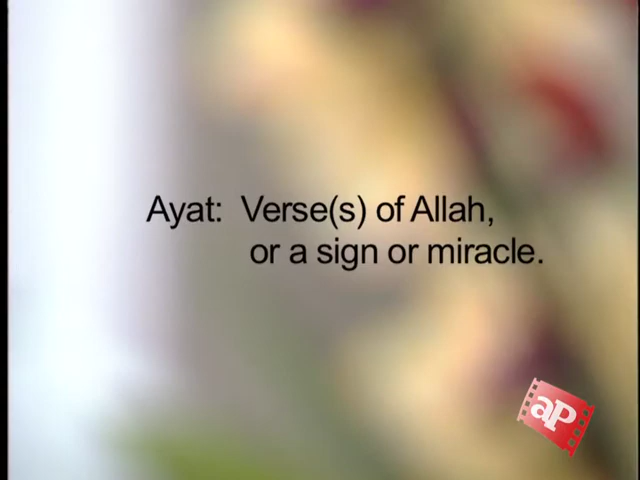 Ayat: Verse(s) of Allah,
or a sign or miracle.
aP